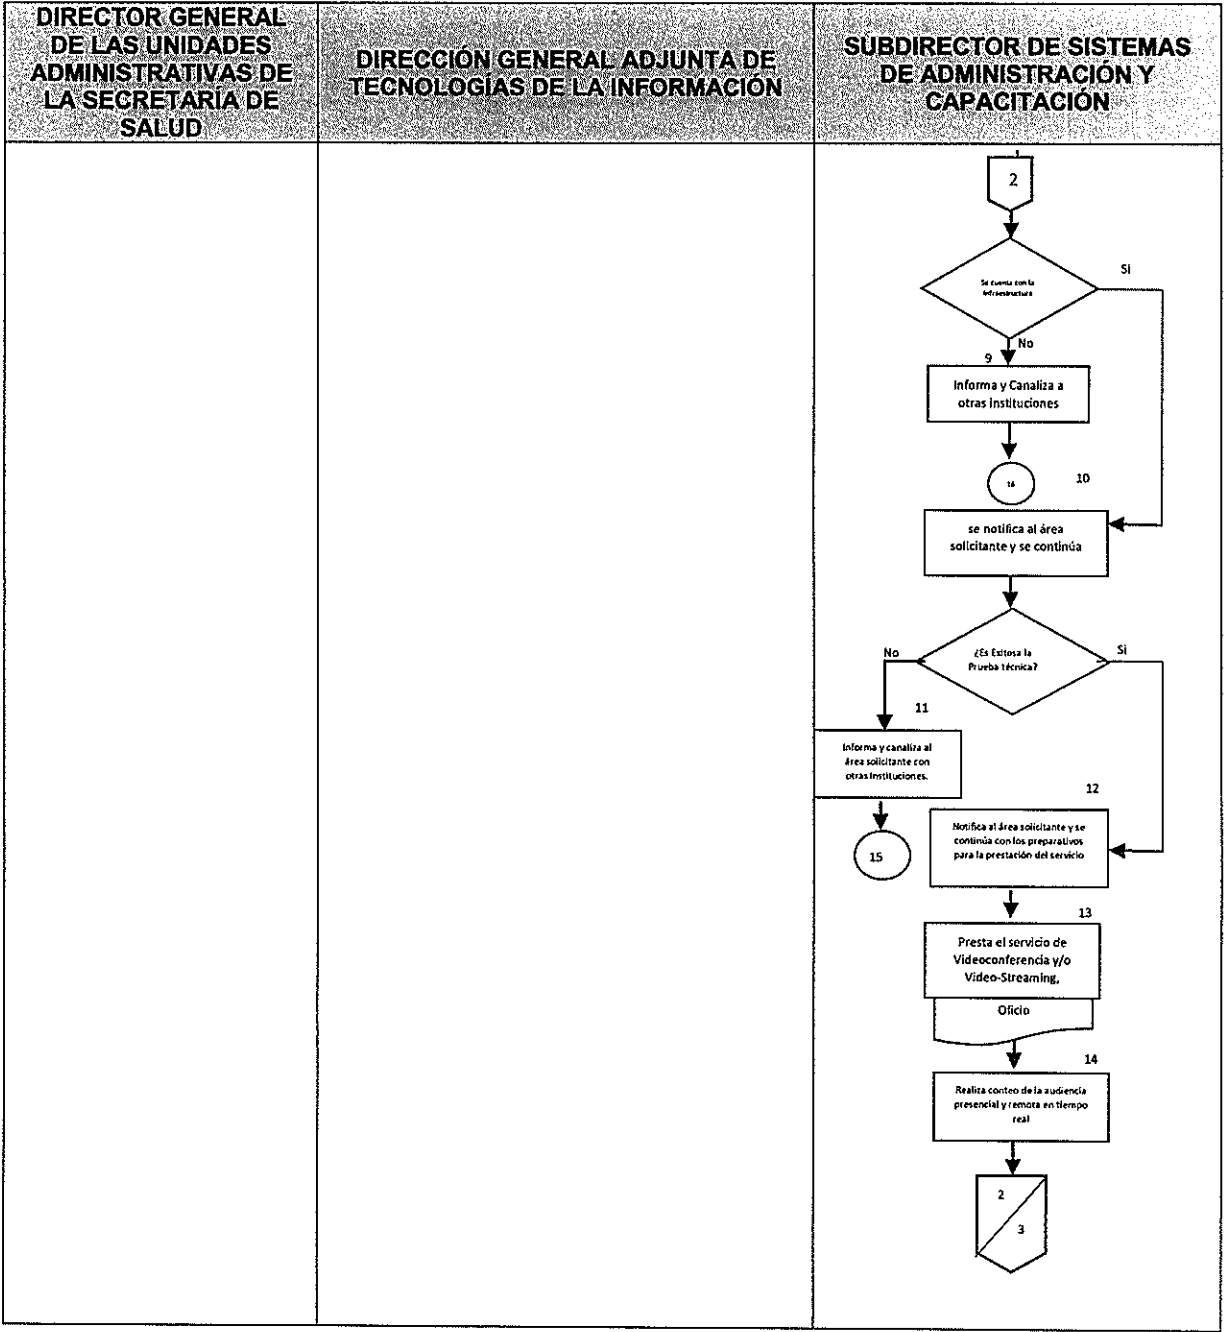 DIRECTOR GENERAL
DE LAS UNIDADES
ADMINISTRATIVAS DE
LA SECRETARÍA DE
SALUD
DIRECCIÓN GENERAL ADJUNTA DE
TECNOLOGÍAS DE LA INFORMACIÓN
SUBDIRECTOR DE SISTEMAS
DE ADMINISTRACIÓN Y
CAPACITACIÓN
2
Se cuenta con la
Infraestructura
Si
No
9
Informa y Canaliza a
otras instituciones
10
se notifica al área
solicitante y se continúa
¿Es Exitosa la
Prueba técnica?
No
Si
11
Informa y canaliza al
área solicitante con
otras Instituciones.
15
12
Notifica al área solicitante y se
continúa con los preparativos
para la prestación del servicio
13
Presta el servicio de
Videoconferencia y/o
Video-Streaming,
Oficio
14
Realiza conteo de la audiencia
presencial y remota en tiempo
real
2
3